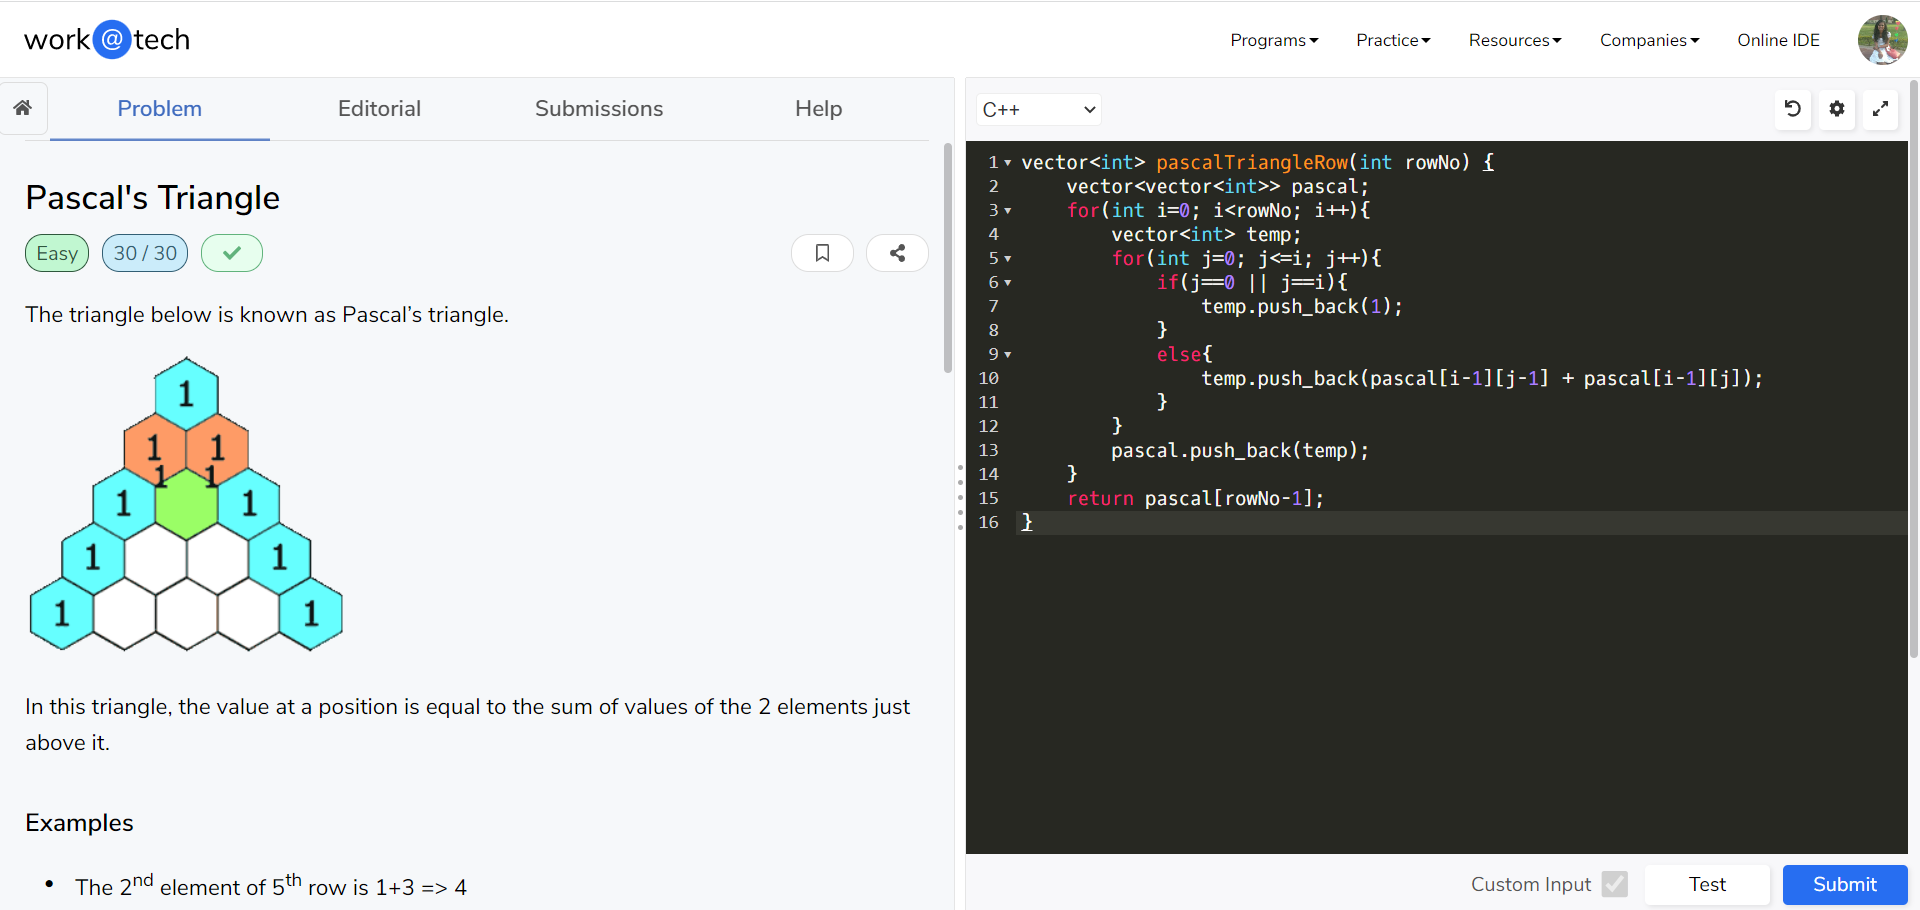 work@tech
Programs Practice Resources Companies Online IDE
Problem Editorial Submissions Help
C++
Pascal's Triangle
Easy 30 / 30
The triangle below is known as Pascal’s triangle.
1
1 1
1 1
1 1
1 1
1 1
In this triangle, the value at a position is equal to the sum of values of the 2 elements just
above it.
Examples
• The 2nd element of 5th row is 1+3 => 4
1 vector<int> pascalTriangleRow(int rowNo) {
2 vector<vector<int>> pascal;
3 for(int i=0; i<rowNo; i++){
4 vector<int> temp;
5 for(int j=0; j<=i; j++){
6 if(j==0 || j==i){
7 temp.push_back(1);
8 }
9 else{
10 temp.push_back(pascal[i-1][j-1] + pascal[i-1][j]);
11 }
12 }
13 pascal.push_back(temp);
14 }
15 return pascal[rowNo-1];
16 }
Custom Input Test Submit